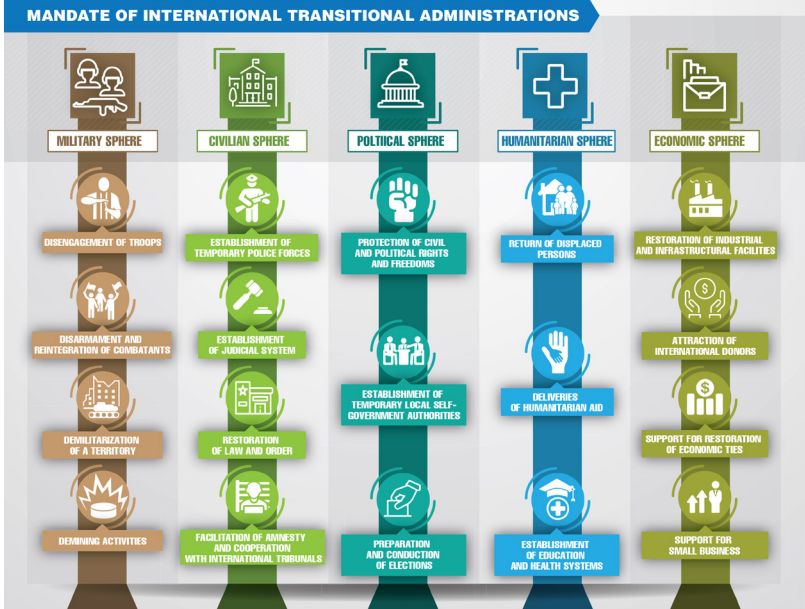 MANDATE OF INTERNATIONAL TRANSITIONAL ADMINISTRATIONS
MILITARY SPHERE
DISENGAGEMENT OF TROOPS
DISARMAMENT AND
REINTEGRATION OF COMBATANTS
DEMILITARIZATION
OF A TERRITORY
DEMINING ACTIVITIES
CIVILIAN SPHERE
ESTABLISHMENT OF
TEMPORARY POLICE FORCES
ESTABLISHMENT
OF JUDICIAL SYSTEM
RESTORATION
OF LAW AND ORDER
FACILITATION OF AMNESTY
AND COOPERATION
WITH INTERNATIONAL TRIBUNALS
POLTIICAL SPHERE
PROTECTION OF CIVIL
AND POLITICAL RIGHTS
AND FREEDOMS
ESTABLISHMENT OF
TEMPORARY LOCAL SELF-
GOVERNMENT AUTHORITIES
PREPARATION
AND CONDUCTION
OF ELECTIONS
HUMANITARIAN SPHERE
RETURN OF DISPLACED
PERSONS
DELIVERIES
OF HUMANITARIAN AID
ESTABLISHMENT
OF EDUCATION
AND HEALTH SYSTEMS
ECONOMIC SPHERE
RESTORATION OF INDUSTRIAL
AND INFRASTRUCTURAL FACILITIES
ATTRACTION OF
INTERNATIONAL DONORS
SUPPORT FOR RESTORATION
OF ECONOMIC TIES
SUPPORT FOR
SMALL BUSINESS